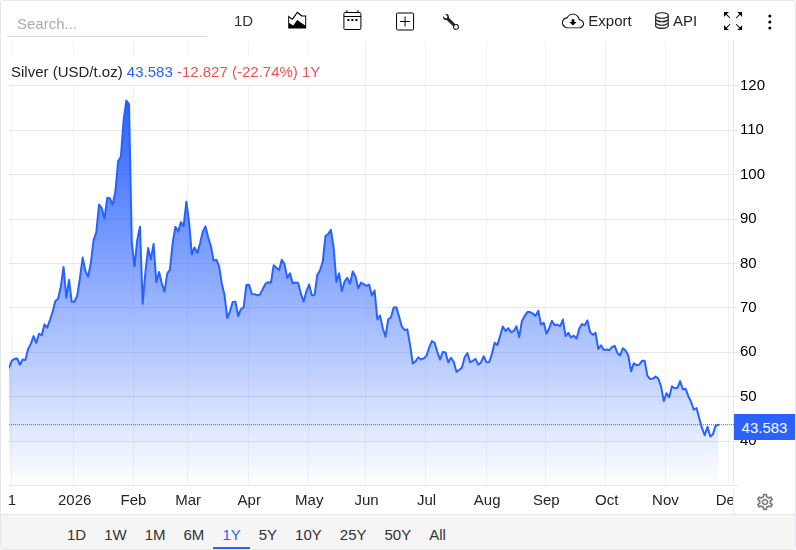 Search... 1D Export API
Silver (USD/t.oz) 43.583 -12.827 (-22.74%) 1Y
120
110
100
90
80
70
60
50
43.583
40
1 2026 Feb Mar Apr May Jun Jul Aug Sep Oct Nov De
1D 1W 1M 6M 1Y 5Y 10Y 25Y 50Y All